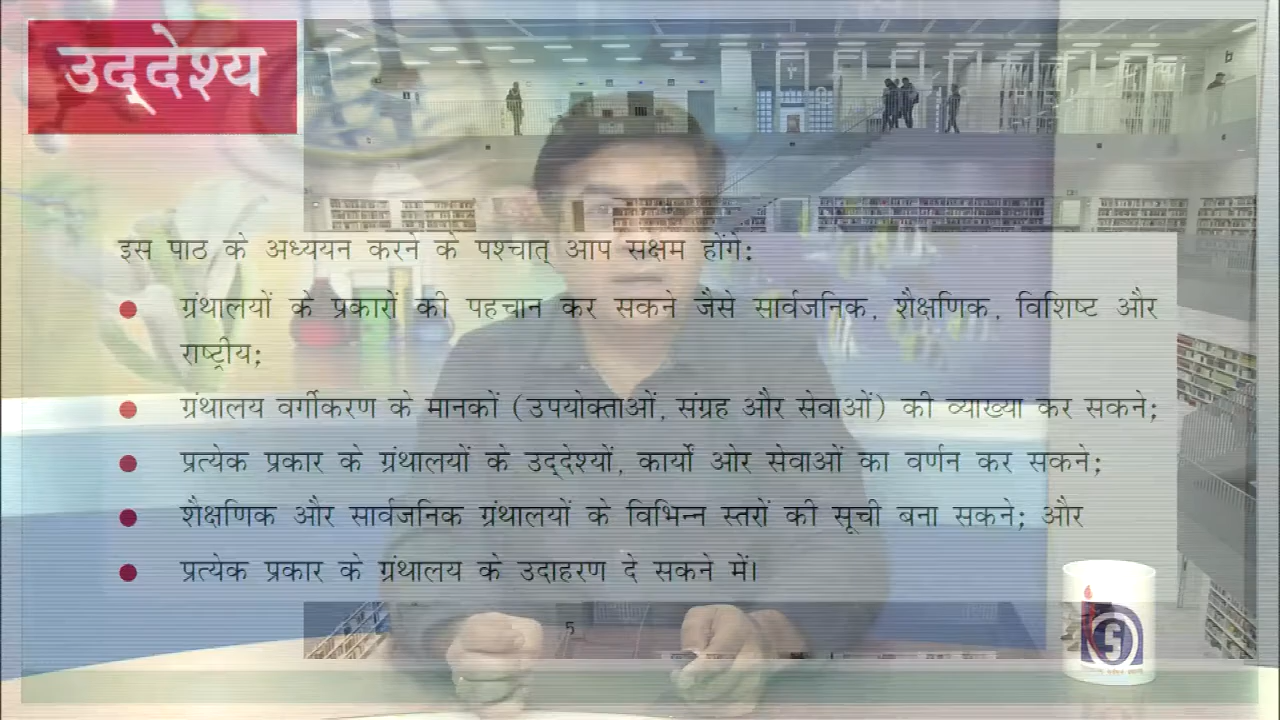 उद्देश्य
इस पाठ के अध्ययन करने के पश्चात् आप सक्षम होंगे:
ग्रंथालयों के प्रकारों की पहचान कर सकने जैसे सार्वजनिक, शैक्षणिक, विशिष्ट और
राष्ट्रीय;
ग्रंथालय वर्गीकरण के मानकों (उपयोक्ताओं, संग्रह और सेवाओं) की व्याख्या कर सकने;
प्रत्येक प्रकार के ग्रंथालयों के उद्देश्यों, कार्यों ओर सेवाओं का वर्णन कर सकने;
शैक्षणिक और सार्वजनिक ग्रंथालयों के विभिन्न स्तरों की सूची बना सकने; और
प्रत्येक प्रकार के ग्रंथालय के उदाहरण दे सकने में।
5